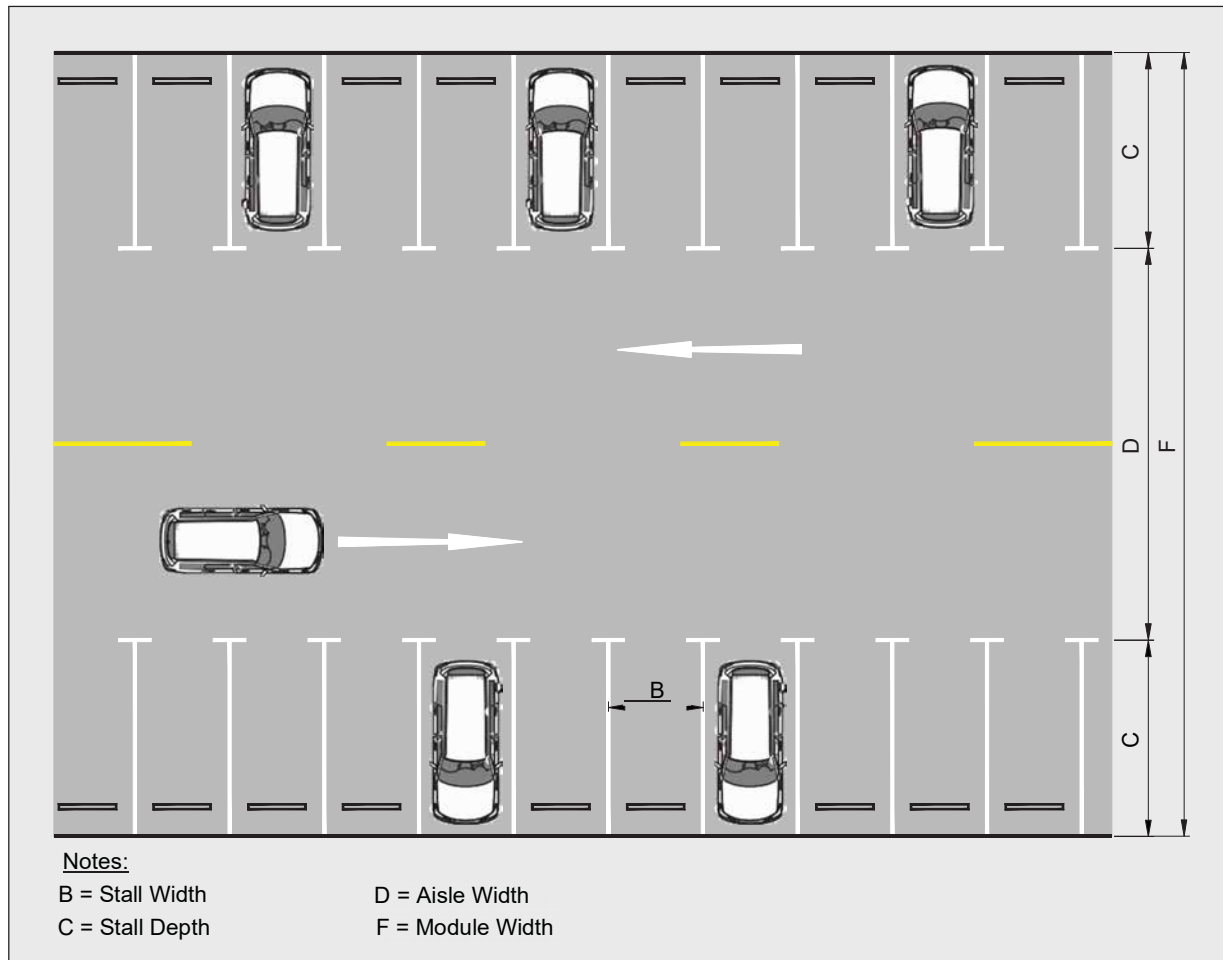 C
D
F
B
C
Notes:
B = Stall Width
D = Aisle Width
C = Stall Depth
F = Module Width